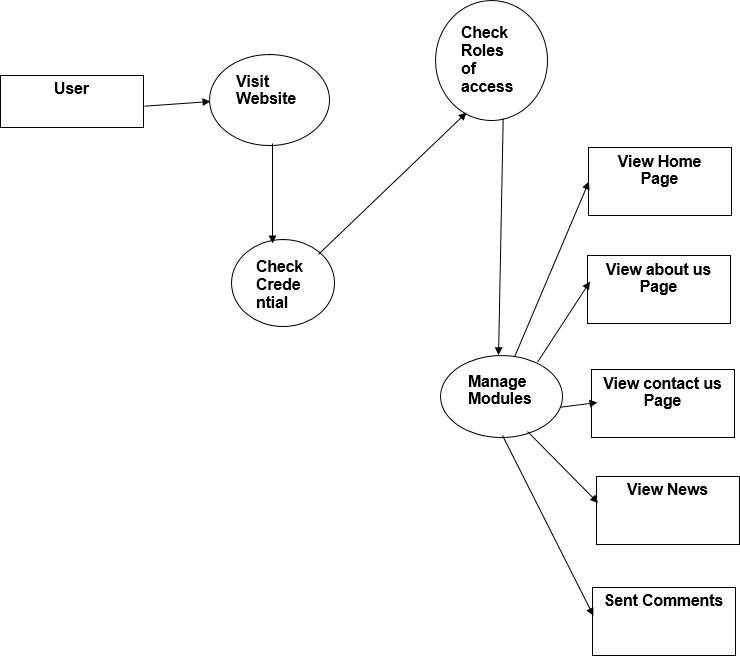 User
Visit
Website
Check
Crede
ntial
Check
Roles
of
access
Manage
Modules
View Home
Page
View about us
Page
View contact us
Page
View News
Sent Comments